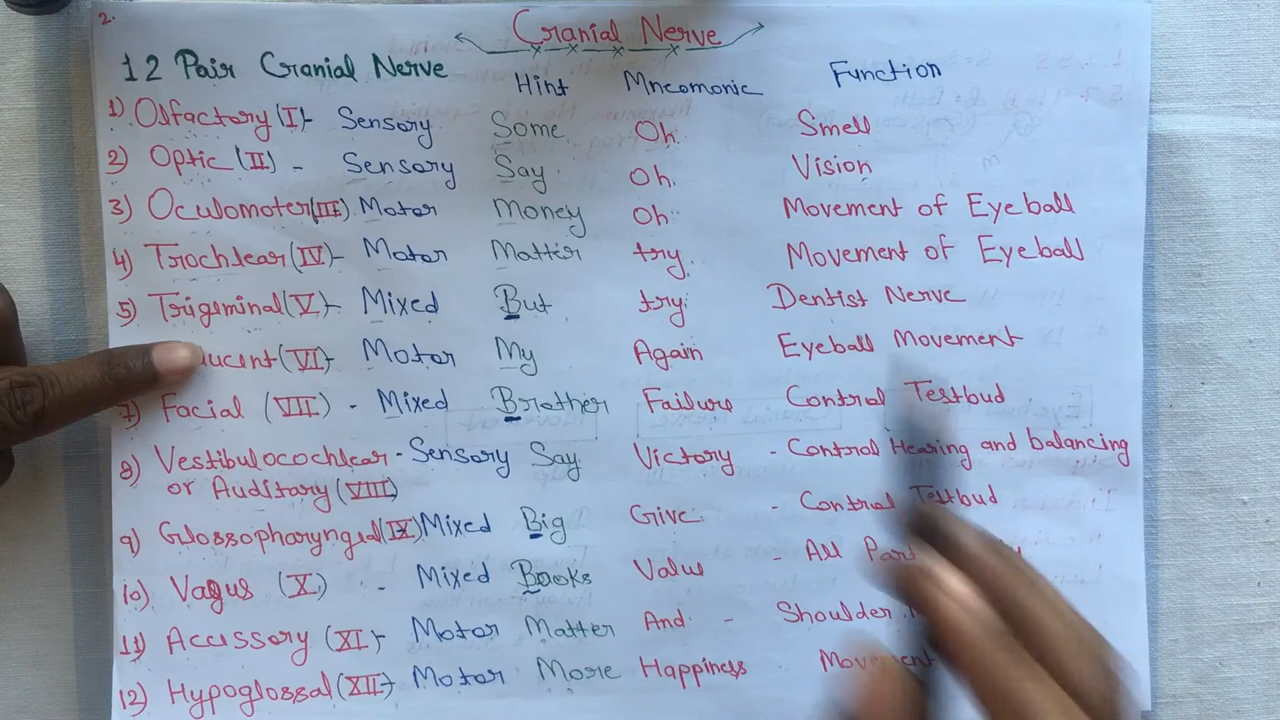 2.
Cranial Nerve
12 Pair Cranial Nerve Hint Mnemonic Function
1) Olfactory (I)- Sensory Some Oh. Smell
2) Optic (II) - Sensory Say Oh. Vision
3) Oculomoter (III) Motor Money Oh Movement of Eyeball
4) Trochlear (IV)- Motor Matter try. Movement of Eyeball
5) Trigeminal (V)- Mixed But try Dentist Nerve
(VI)- Motor My Again Eyeball Movement
7) Facial (VII) - Mixed Brother Failure Control Testbud
8) Vestibulocochlear - Sensory Say Victory - Control Hearing and balancing
or Auditary (VIII)
9) Glossopharyngeal (IX) Mixed Big Give - Control Testbud
10) Vagus (X) - Mixed Books Value - All Part
11) Acussory (XI)- Motor Matter And - Shoulder
12) Hypoglossal (XII)- Motor More Happiness Movement